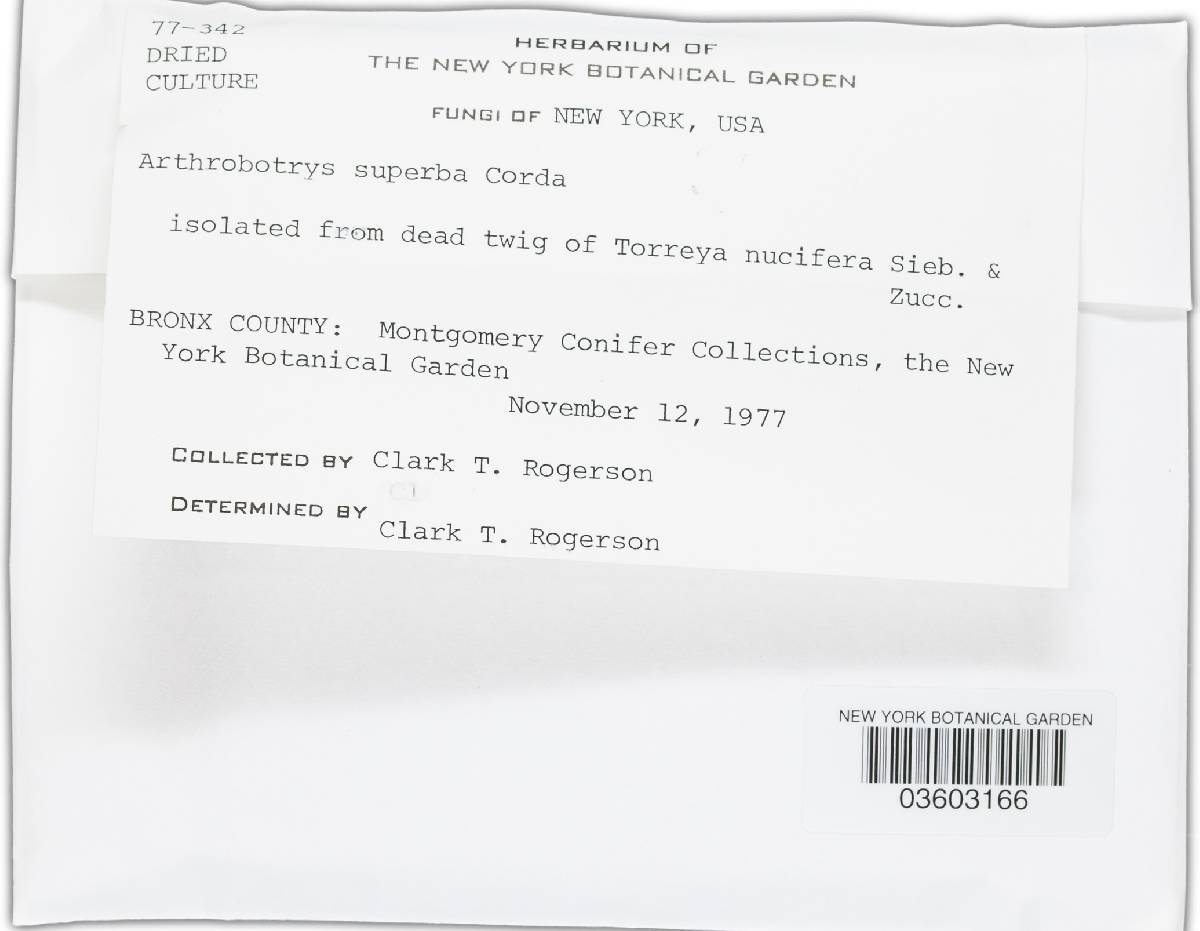 77-342
DRIED
CULTURE
HERBARIUM OF
THE NEW YORK BOTANICAL GARDEN
FUNGI OF NEW YORK, USA
Arthrobotrys superba Corda
isolated from dead twig of Torreya nucifera Sieb. &
Zucc.
BRONX COUNTY: Montgomery Conifer Collections, the New
York Botanical Garden
November 12, 1977
COLLECTED BY Clark T. Rogerson
Cl
DETERMINED BY
Clark T. Rogerson
NEW YORK BOTANICAL GARDEN
03603166